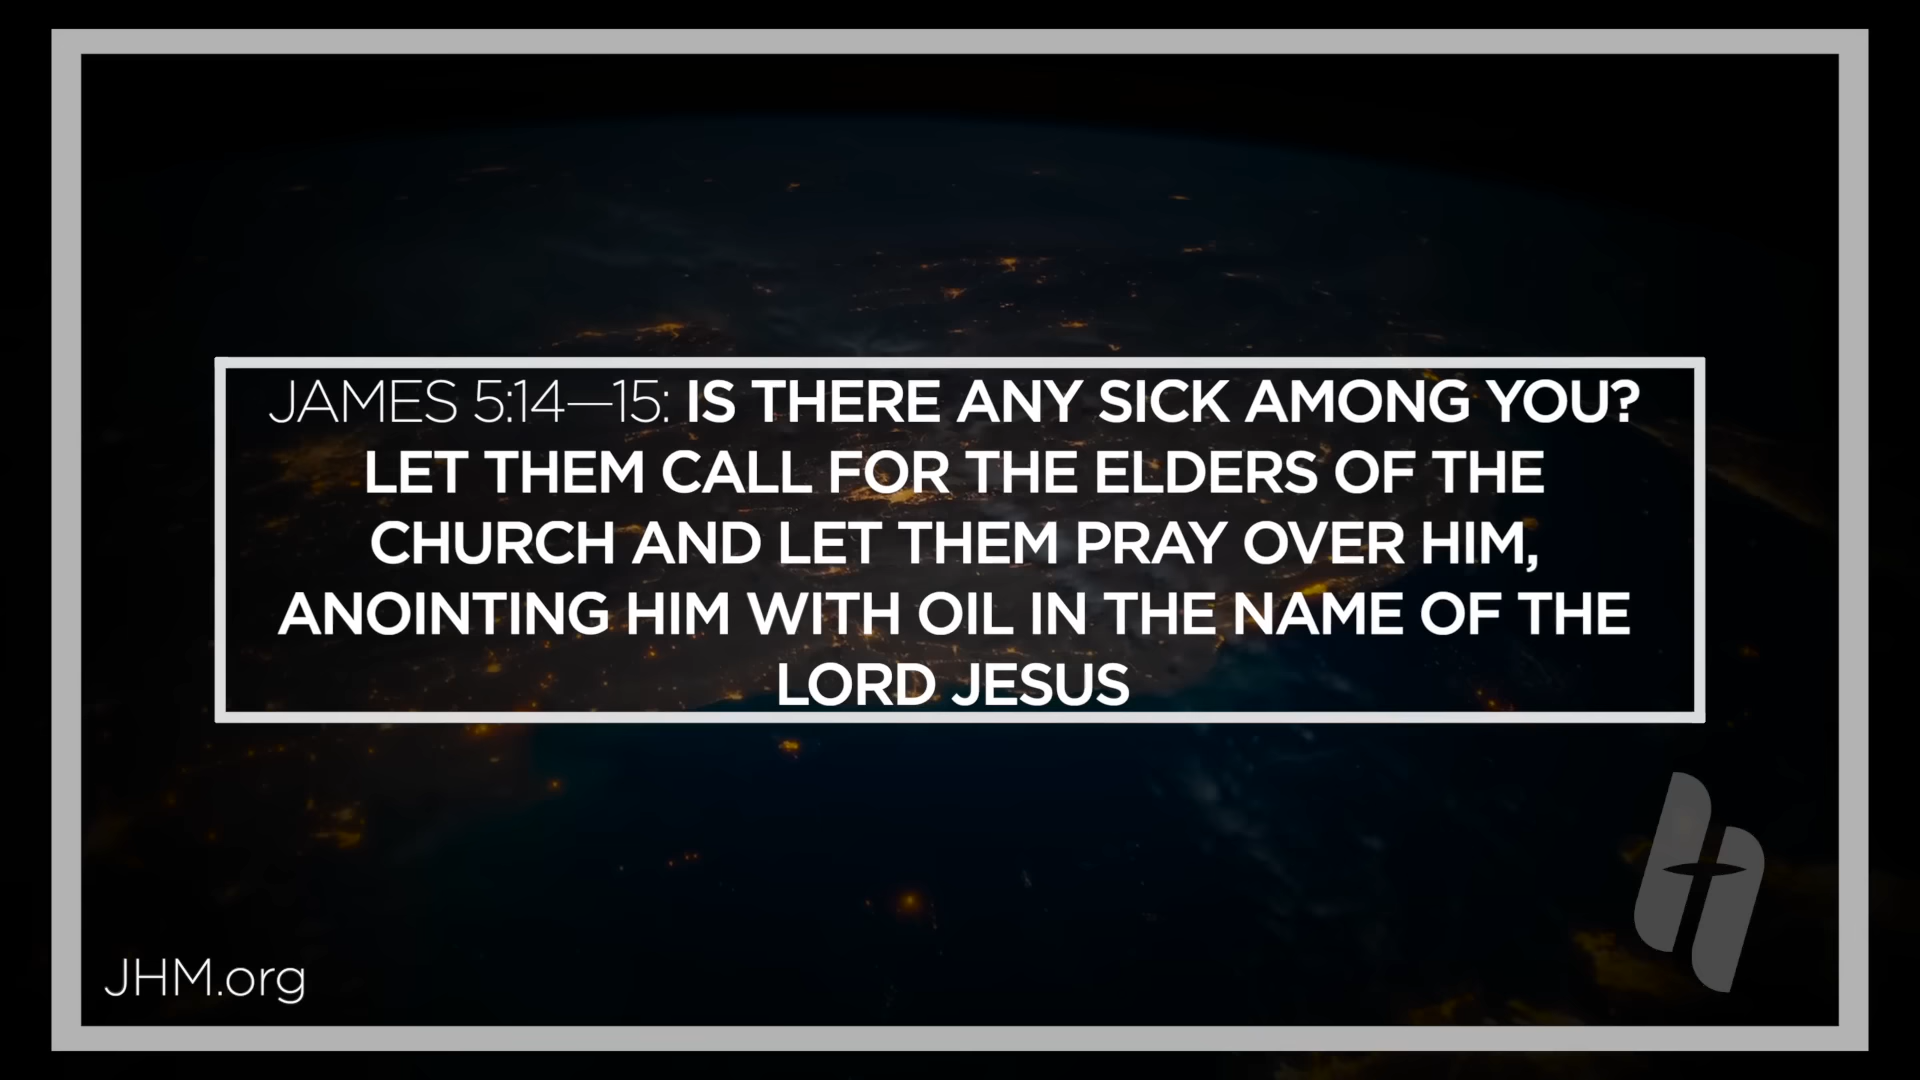 JAMES 5:14—15: IS THERE ANY SICK AMONG YOU?
LET THEM CALL FOR THE ELDERS OF THE
CHURCH AND LET THEM PRAY OVER HIM,
ANOINTING HIM WITH OIL IN THE NAME OF THE
LORD JESUS
JHM.org